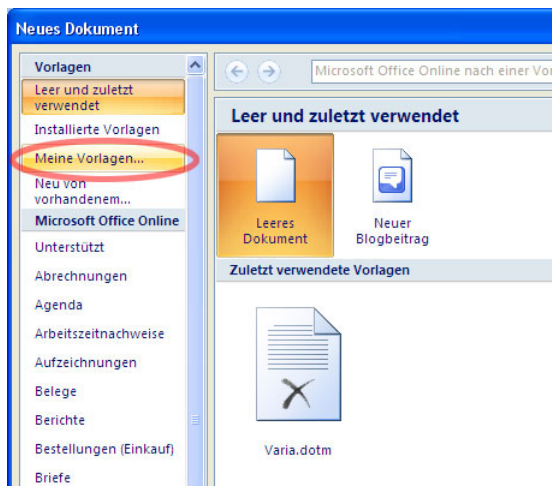 Neues Dokument
Vorlagen
Leer und zuletzt
verwendet
Installierte Vorlagen
Meine Vorlagen...
Neu von
vorhandenem...
Microsoft Office Online
Unterstützt
Abrechnungen
Agenda
Arbeitszeitnachweise
Aufzeichnungen
Belege
Berichte
Bestellungen (Einkauf)
Briefe
Microsoft Office Online nach einer Vor
Leer und zuletzt verwendet
Leeres
Dokument
Neuer
Blogbeitrag
Zuletzt verwendete Vorlagen
Varia.dotm